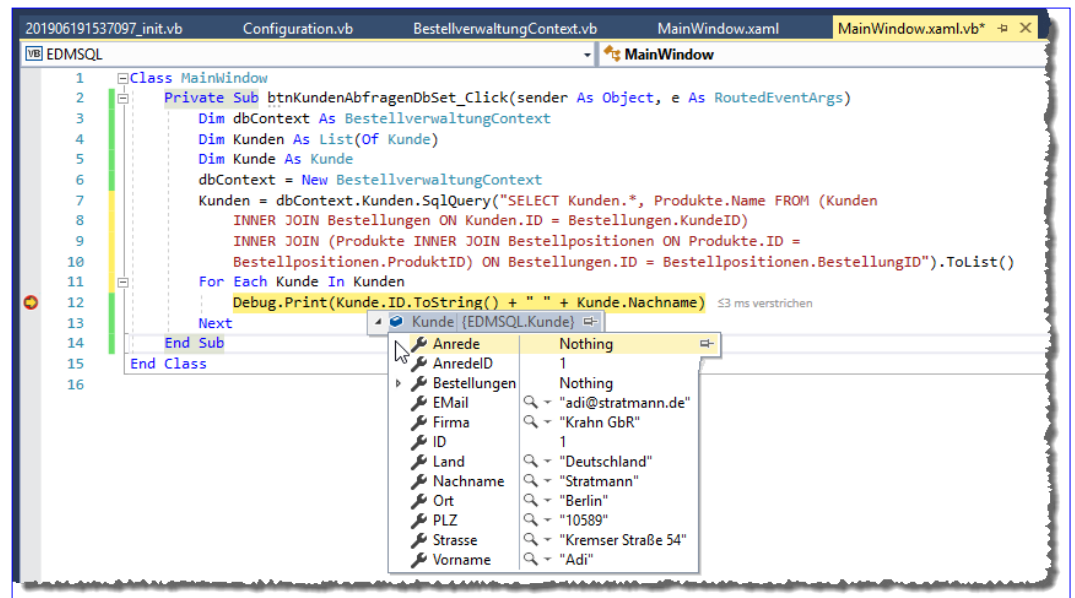 201906191537097_init.vb Configuration.vb BestellverwaltungContext.vb MainWindow.xaml MainWindow.xaml.vb*
VB EDMSQL MainWindow
1 Class MainWindow
2 Private Sub btnKundenAbfragenDbSet_Click(sender As Object, e As RoutedEventArgs)
3 Dim dbContext As BestellverwaltungContext
4 Dim Kunden As List(Of Kunde)
5 Dim Kunde As Kunde
6 dbContext = New BestellverwaltungContext
7 Kunden = dbContext.Kunden.SqlQuery("SELECT Kunden.*, Produkte.Name FROM (Kunden
8 INNER JOIN Bestellungen ON Kunden.ID = Bestellungen.KundeID)
9 INNER JOIN (Produkte INNER JOIN Bestellpositionen ON Produkte.ID =
10 Bestellpositionen.ProduktID) ON Bestellungen.ID = Bestellpositionen.BestellungID").ToList()
11 For Each Kunde In Kunden
12 Debug.Print(Kunde.ID.ToString() + " " + Kunde.Nachname) ≤3 ms verstrichen
13 Next
Kunde {EDMSQL.Kunde}
14 End Sub
Anrede Nothing
15 End Class
AnredeID 1
16
Bestellungen Nothing
EMail "adi@stratmann.de"
Firma "Krahn GbR"
ID 1
Land "Deutschland"
Nachname "Stratmann"
Ort "Berlin"
PLZ "10589"
Strasse "Kremser Straße 54"
Vorname "Adi"